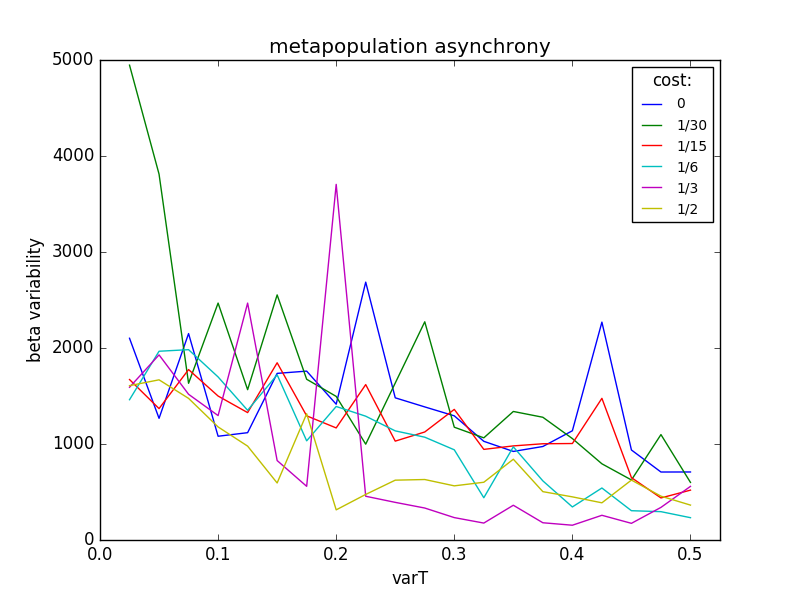 metapopulation asynchrony
5000
4000
3000
2000
1000
0
beta variability
0.0 0.1 0.2 0.3 0.4 0.5
varT
cost:
0
1/30
1/15
1/6
1/3
1/2